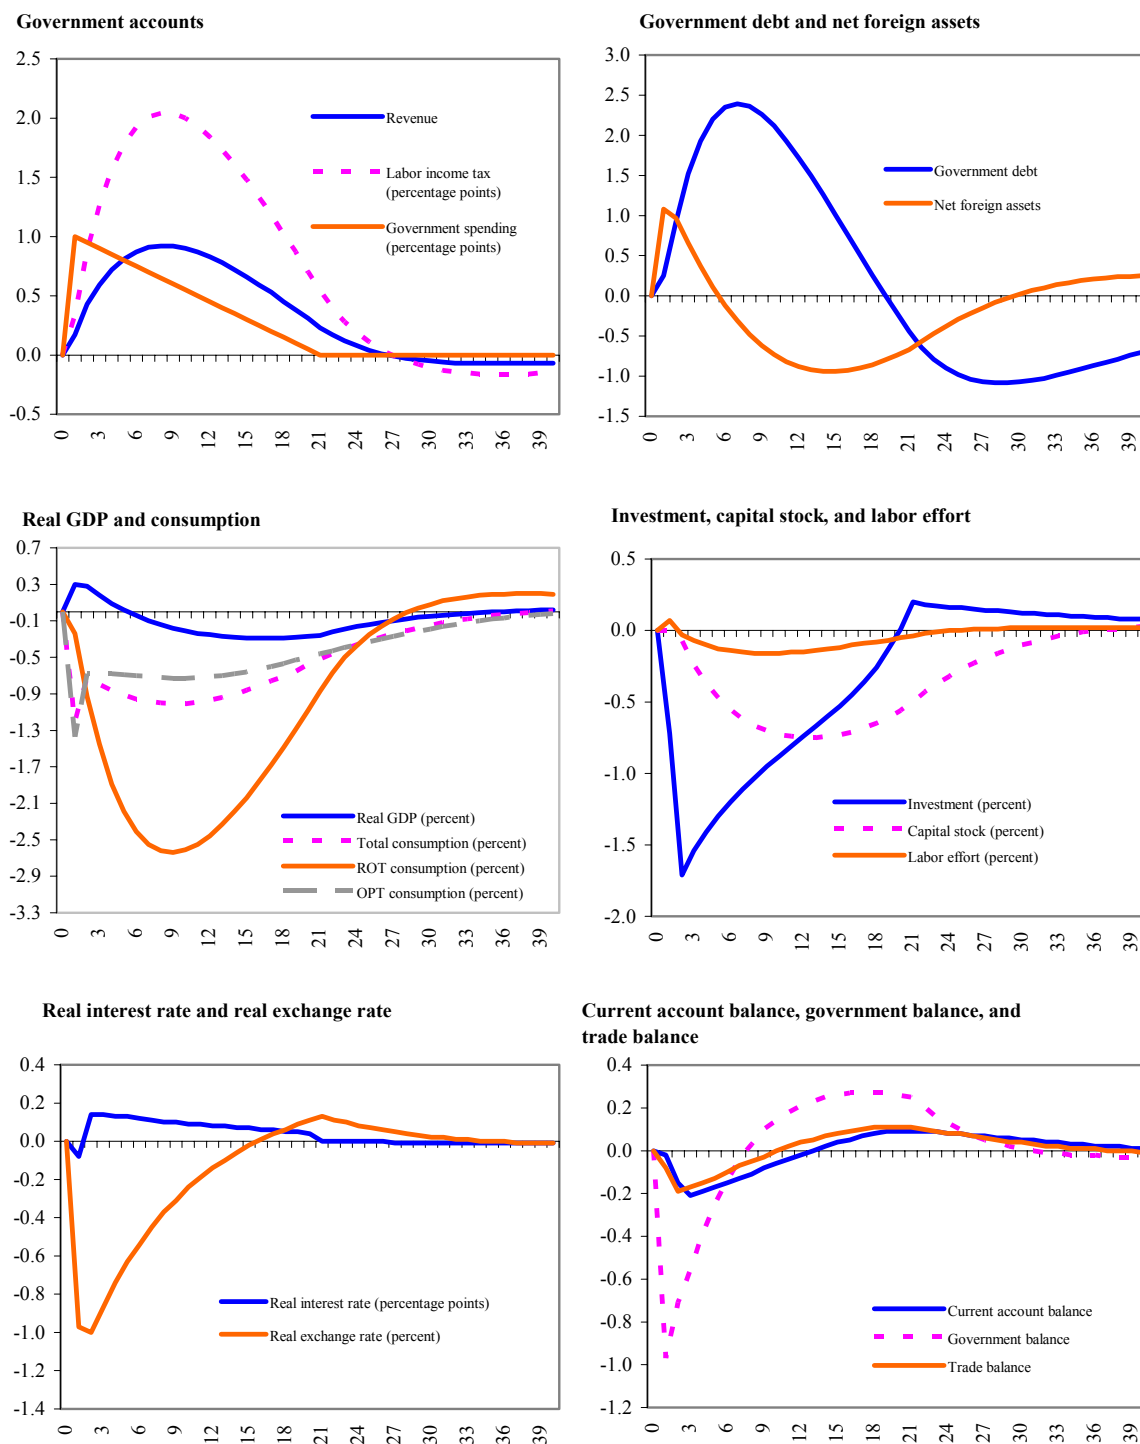 Government accounts
2.5
2.0
1.5
1.0
0.5
0.0
-0.5
Revenue
Labor income tax
(percentage points)
Government spending
(percentage points)
0 3 6 9 12 15 18 21 24 27 30 33 36 39
Government debt and net foreign assets
3.0
2.5
2.0
1.5
1.0
0.5
0.0
-0.5
-1.0
-1.5
Government debt
Net foreign assets
0 3 6 9 12 15 18 21 24 27 30 33 36 39
Real GDP and consumption
0.7
0.3
-0.1
-0.5
-0.9
-1.3
-1.7
-2.1
-2.5
-2.9
-3.3
Real GDP (percent)
Total consumption (percent)
ROT consumption (percent)
OPT consumption (percent)
0 3 6 9 12 15 18 21 24 27 30 33 36 39
Investment, capital stock, and labor effort
0.5
0.0
-0.5
-1.0
-1.5
-2.0
Investment (percent)
Capital stock (percent)
Labor effort (percent)
0 3 6 9 12 15 18 21 24 27 30 33 36 39
Real interest rate and real exchange rate
0.4
0.2
0.0
-0.2
-0.4
-0.6
-0.8
-1.0
-1.2
-1.4
Real interest rate (percentage points)
Real exchange rate (percent)
0 3 6 9 12 15 18 21 24 27 30 33 36 39
Current account balance, government balance, and
trade balance
0.4
0.2
0.0
-0.2
-0.4
-0.6
-0.8
-1.0
-1.2
Current account balance
Government balance
Trade balance
0 3 6 9 12 15 18 21 24 27 30 33 36 39